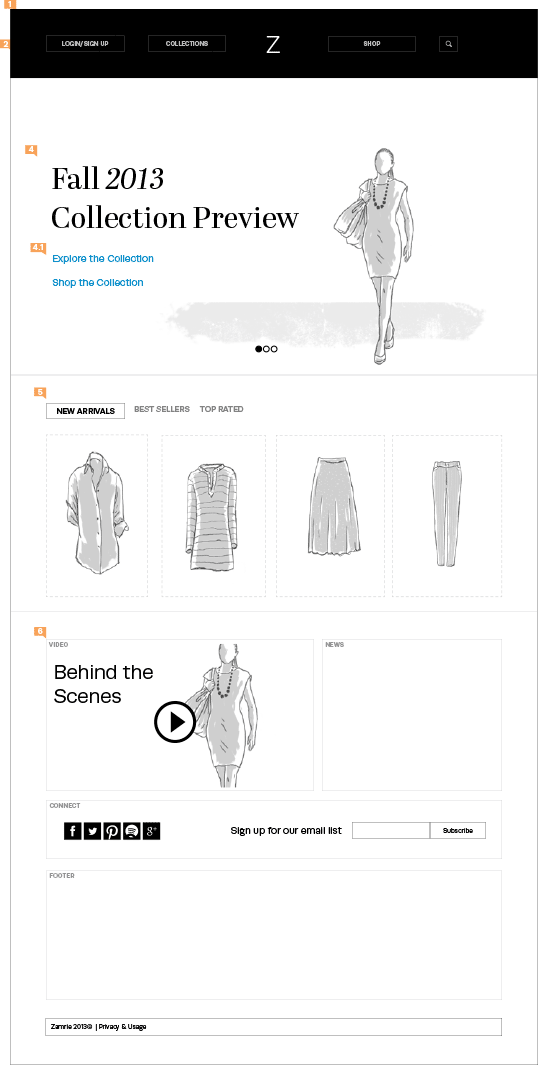 1
2
LOGIN/SIGN UP
COLLECTIONS
Z
SHOP
4
Fall 2013
Collection Preview
4.1
Explore the Collection
Shop the Collection
5
NEW ARRIVALS
BEST SELLERS
TOP RATED
6
VIDEO
NEWS
Behind the
Scenes
CONNECT
f
g+
Sign up for our email list
Subscribe
FOOTER
Zamrie 2013© | Privacy & Usage